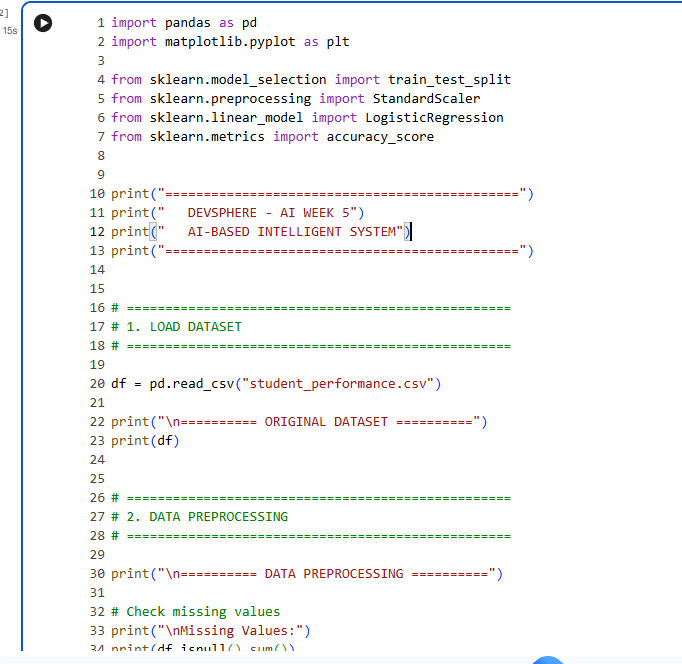 2]
15s
1 import pandas as pd
2 import matplotlib.pyplot as plt
3
4 from sklearn.model_selection import train_test_split
5 from sklearn.preprocessing import StandardScaler
6 from sklearn.linear_model import LogisticRegression
7 from sklearn.metrics import accuracy_score
8
9
10 print("==============================================")
11 print("   DEVSPHERE - AI WEEK 5")
12 print("   AI-BASED INTELLIGENT SYSTEM")
13 print("==============================================")
14
15
16 # ==================================================
17 # 1. LOAD DATASET
18 # ==================================================
19
20 df = pd.read_csv("student_performance.csv")
21
22 print("\n========== ORIGINAL DATASET ==========")
23 print(df)
24
25
26 # ==================================================
27 # 2. DATA PREPROCESSING
28 # ==================================================
29
30 print("\n========== DATA PREPROCESSING ==========")
31
32 # Check missing values
33 print("\nMissing Values:")
34 print(df.isnull().sum())